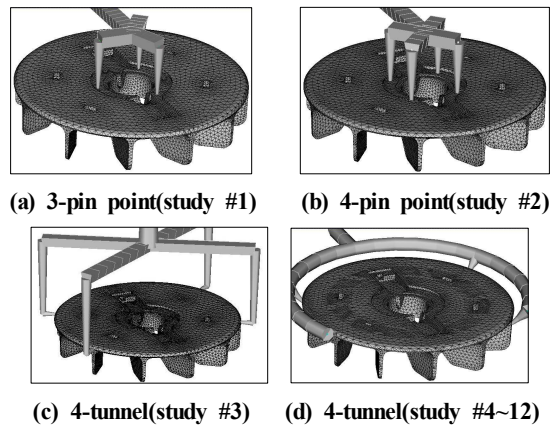 (a) 3-pin point(study #1)
(b) 4-pin point(study #2)
(c) 4-tunnel(study #3)
(d) 4-tunnel(study #4~12)